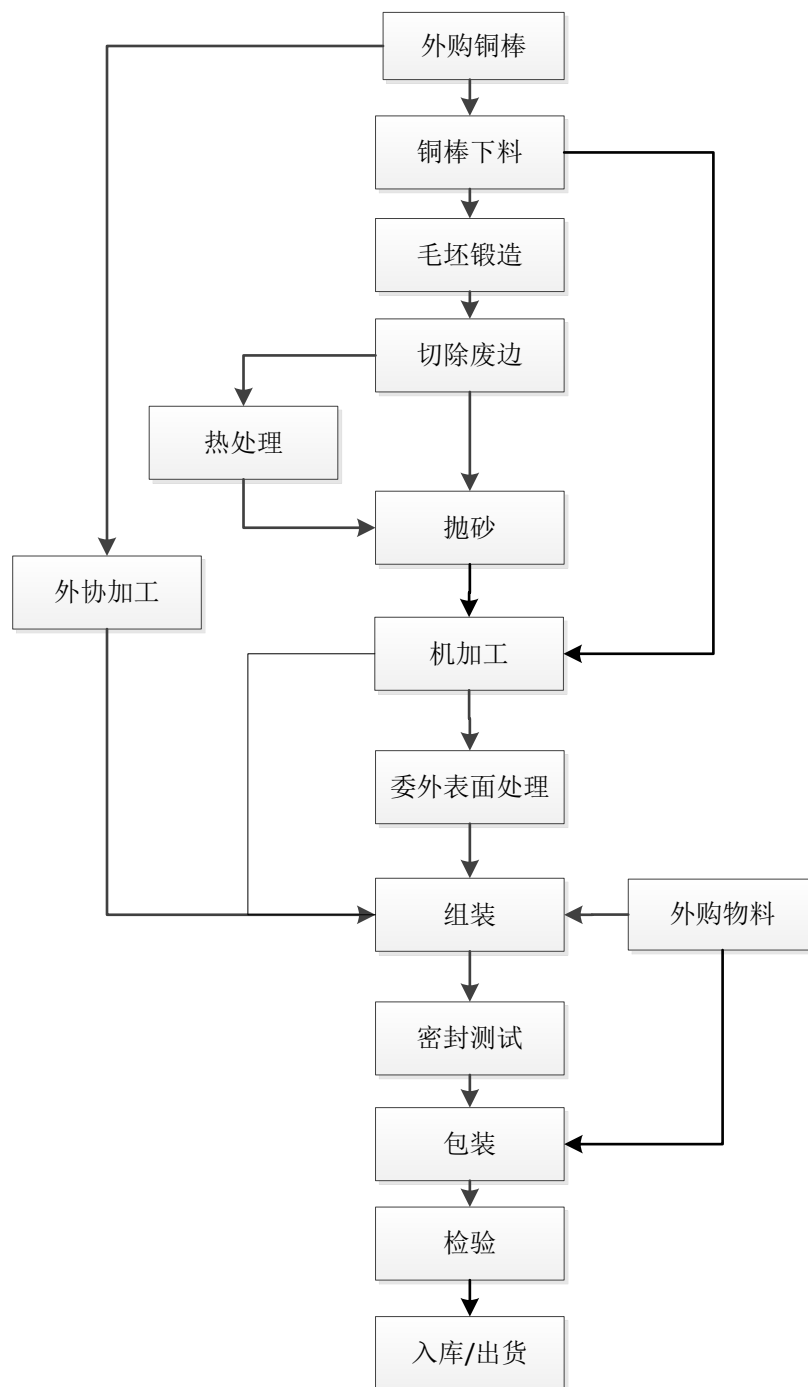 外购铜棒
铜棒下料
毛坯锻造
切除废边
热处理
抛砂
外协加工
机加工
委外表面处理
组装
外购物料
密封测试
包装
检验
入库/出货